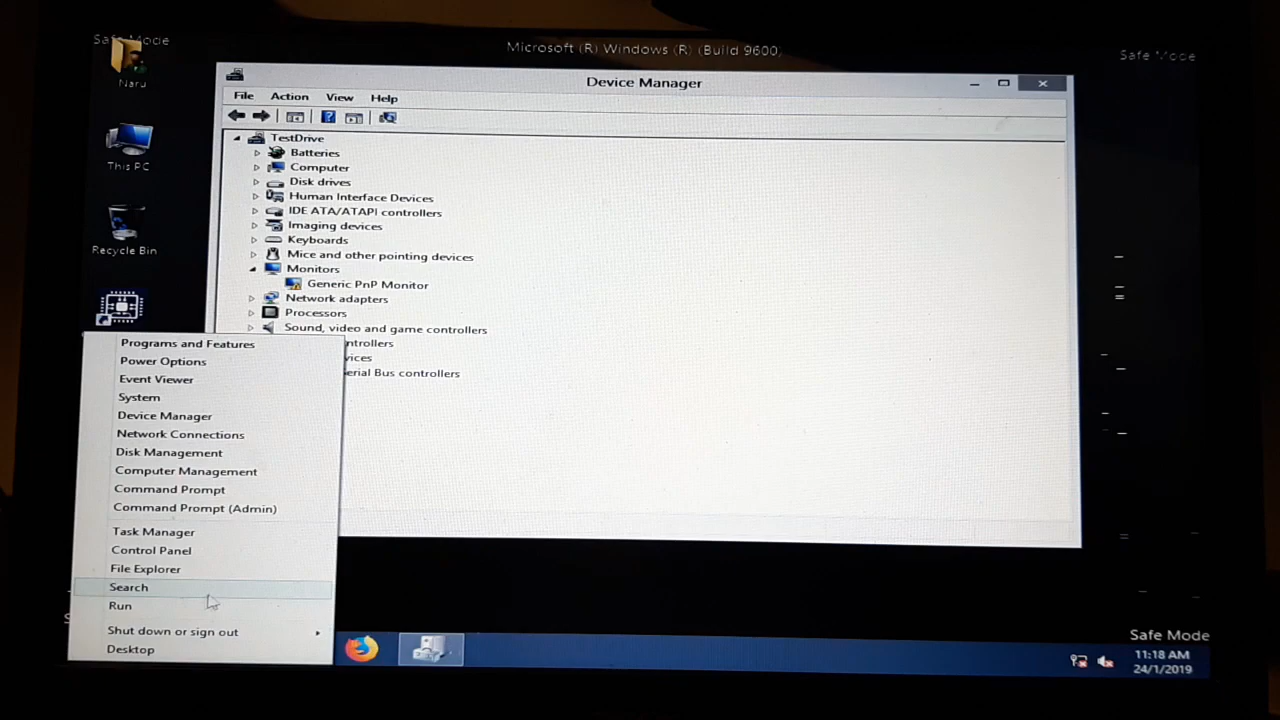 Safe Mode
Microsoft (R) Windows (R) (Build 9600)
Safe Mode
Naru
This PC
Recycle Bin
Device Manager
File Action View Help
TestDrive
Batteries
Computer
Disk drives
Human Interface Devices
IDE ATA/ATAPI controllers
Imaging devices
Keyboards
Mice and other pointing devices
Monitors
Generic PnP Monitor
Network adapters
Processors
Sound, video and game controllers
ntrollers
vices
erial Bus controllers
Programs and Features
Power Options
Event Viewer
System
Device Manager
Network Connections
Disk Management
Computer Management
Command Prompt
Command Prompt (Admin)
Task Manager
Control Panel
File Explorer
Search
Run
Shut down or sign out
Desktop
Safe Mode
11:18 AM
24/1/2019